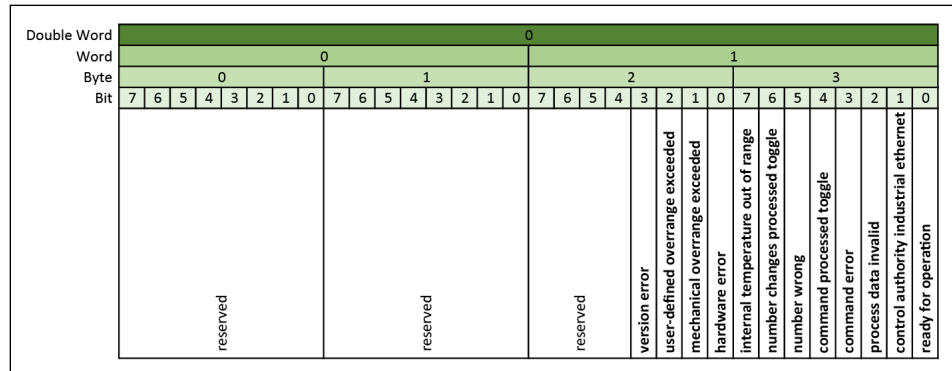 Double Word 0
Word 0 1
Byte 0 1 2 3
Bit 7 6 5 4 3 2 1 0 7 6 5 4 3 2 1 0 7 6 5 4 3 2 1 0 7 6 5 4 3 2 1 0
reserved
reserved
reserved
version error
user-defined overrange exceeded
mechanical overrange exceeded
hardware error
internal temperature out of range
number changes processed toggle
number wrong
command processed toggle
command error
process data invalid
control authority industrial ethernet
ready for operation